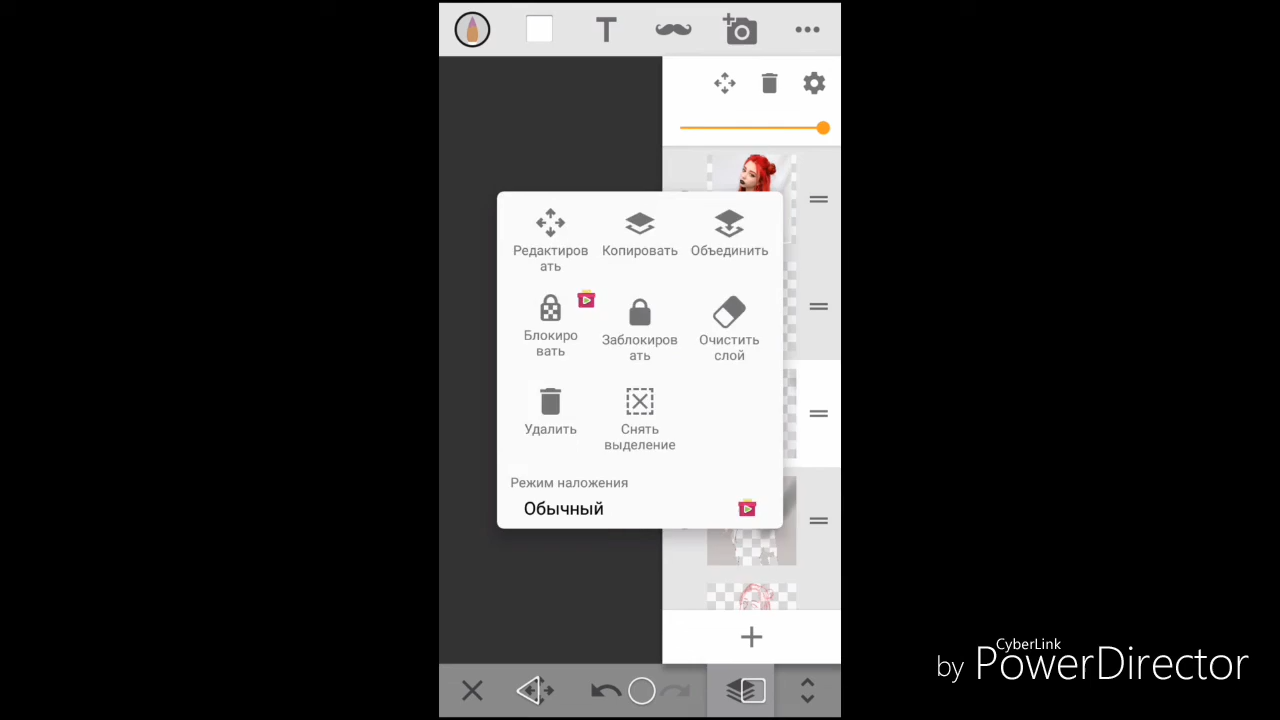 T
Редактиров
ать
Копировать
Объединить
Блокиро
вать
Заблокиров
ать
Очистить
слой
Удалить
Снять
выделение
Режим наложения
Обычный
CyberLink
by PowerDirector